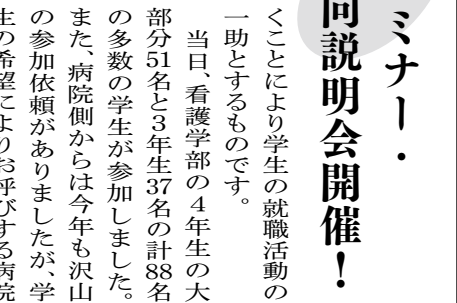 ミナー・
同説明会開催！
くことにより学生の就職活動の
一助とするものです。
当日、看護学部の４年生の大
部分51名と３年生37名の計88名
の多数の学生が参加しました。
また、病院側からは今年も沢山
の参加依頼がありましたが、学
生の希望によりお呼びする病院